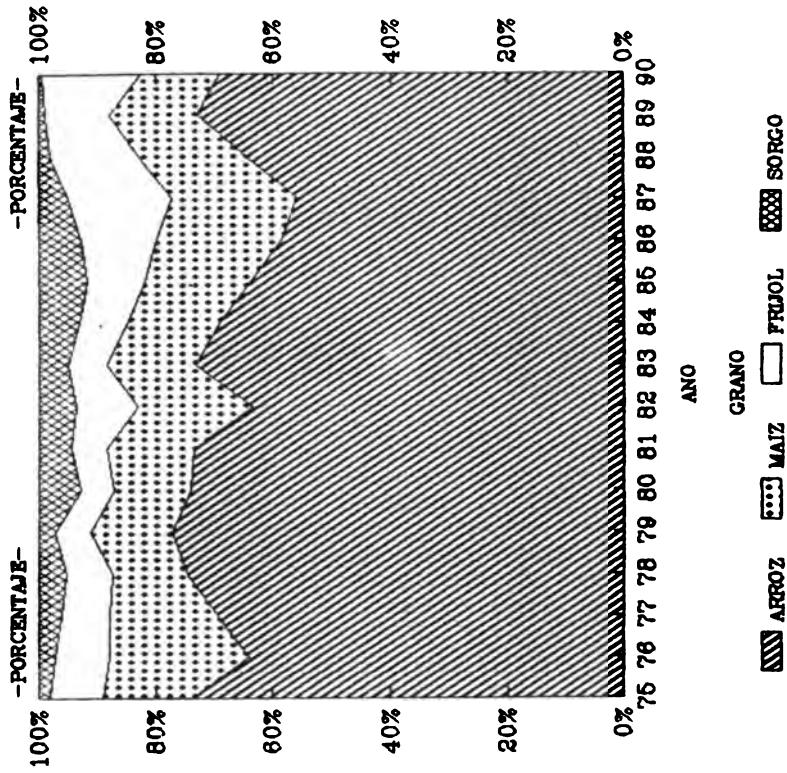 -PORCENTAJE- -PORCENTAJE-
100% 100%
80% 80%
60% 60%
40% 40%
20% 20%
0% 0%
'75 76 77 78 79 80 81 82 83 84 85 86 87 88 89 90
ANO
GRANO
ARROZ MAIZ FRIJOL SORGO